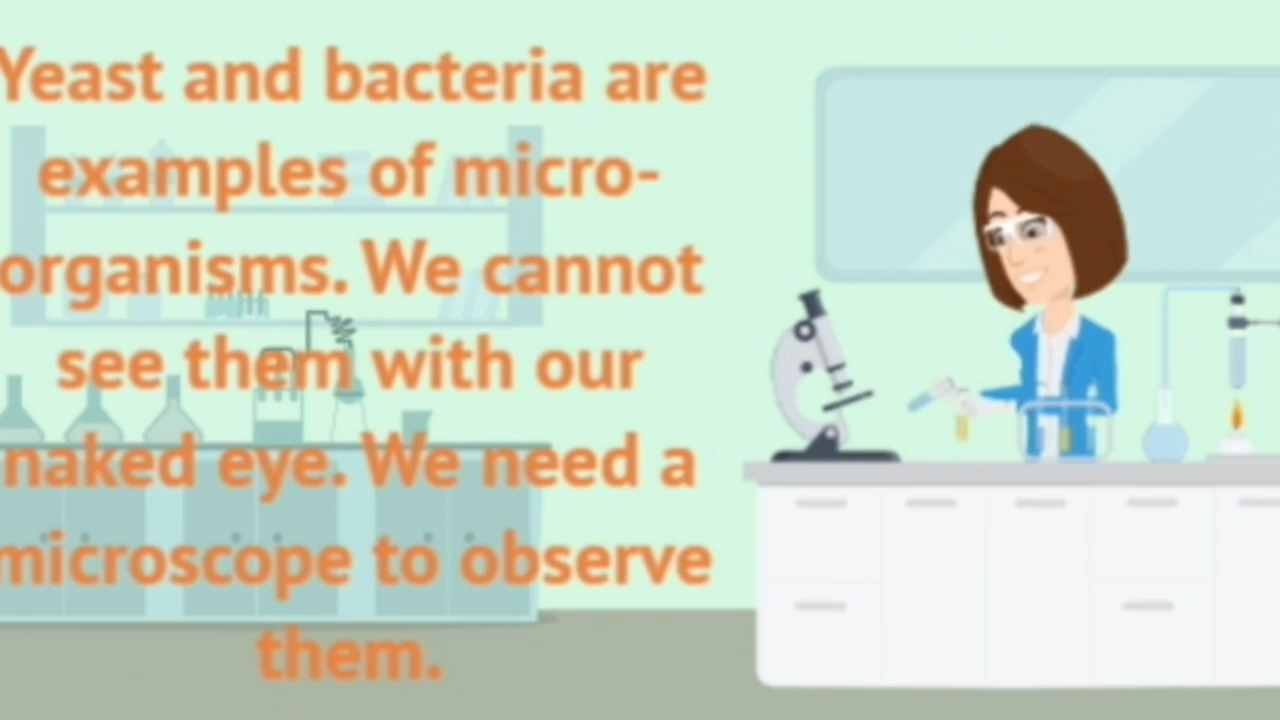 Yeast and bacteria are
examples of micro-
organisms. We cannot
see them with our
naked eye. We need a
microscope to observe
them.